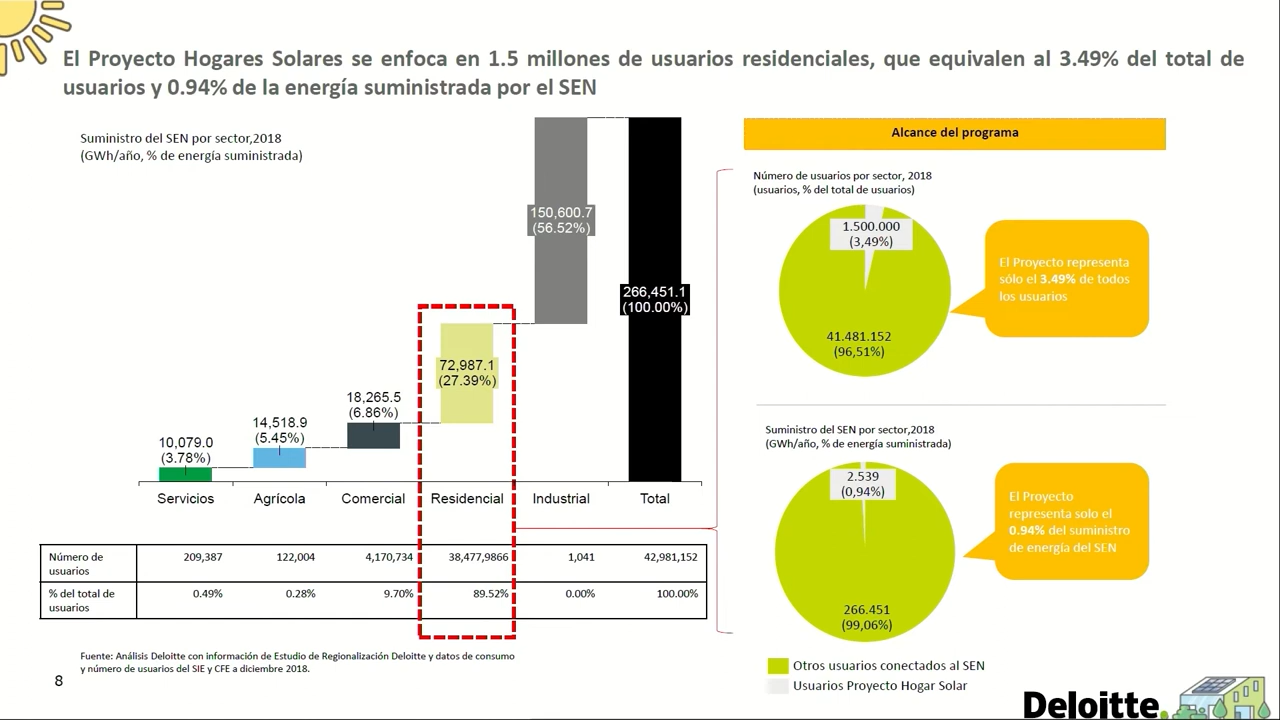 El Proyecto Hogares Solares se enfoca en 1.5 millones de usuarios residenciales, que equivalen al 3.49% del total de
usuarios y 0.94% de la energía suministrada por el SEN
Suministro del SEN por sector,2018
(GWh/año, % de energía suministrada)
10,079.0
(3.78%)
14,518.9
(5.45%)
18,265.5
(6.86%)
72,987.1
(27.39%)
150,600.7
(56.52%)
266,451.1
(100.00%)
Servicios Agrícola Comercial Residencial Industrial Total
Número de
usuarios
209,387 122,004 4,170,734 38,477,9866 1,041 42,981,152
% del total de
usuarios
0.49% 0.28% 9.70% 89.52% 0.00% 100.00%
Fuente: Análisis Deloitte con información de Estudio de Regionalización Deloitte y datos de consumo
y número de usuarios del SIE y CFE a diciembre 2018.
8
Alcance del programa
Número de usuarios por sector, 2018
(usuarios, % del total de usuarios)
1.500.000
(3,49%)
41.481.152
(96,51%)
El Proyecto representa
sólo el 3.49% de todos
los usuarios
Suministro del SEN por sector,2018
(GWh/año, % de energía suministrada)
2.539
(0,94%)
266.451
(99,06%)
El Proyecto
representa solo el
0.94% del suministro
de energía del SEN
Otros usuarios conectados al SEN
Usuarios Proyecto Hogar Solar
Deloitte.